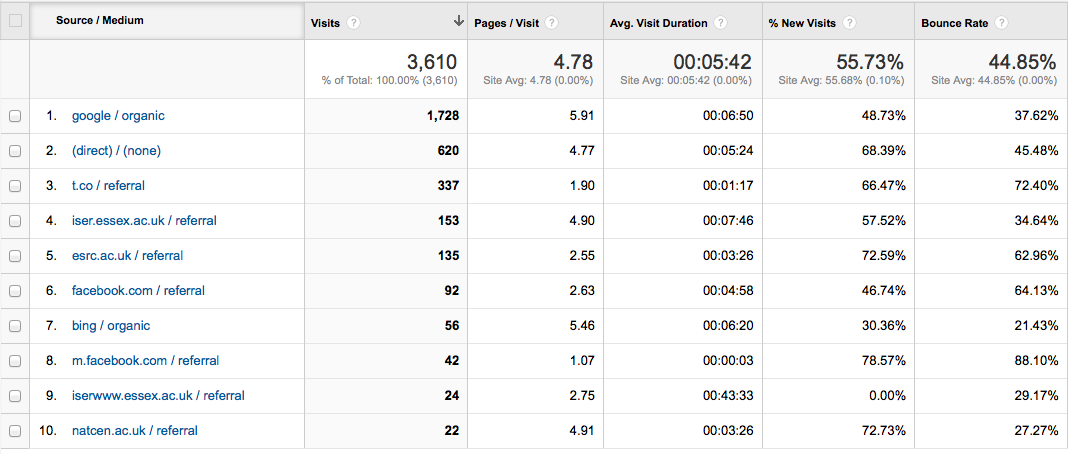 Source / Medium Visits ? Pages / Visit ? Avg. Visit Duration ? % New Visits ? Bounce Rate ?
3,610 4.78 00:05:42 55.73% 44.85%
% of Total: 100.00% (3,610) Site Avg: 4.78 (0.00%) Site Avg: 00:05:42 (0.00%) Site Avg: 55.68% (0.10%) Site Avg: 44.85% (0.00%)
1. google / organic 1,728 5.91 00:06:50 48.73% 37.62%
2. (direct) / (none) 620 4.77 00:05:24 68.39% 45.48%
3. t.co / referral 337 1.90 00:01:17 66.47% 72.40%
4. iser.essex.ac.uk / referral 153 4.90 00:07:46 57.52% 34.64%
5. esrc.ac.uk / referral 135 2.55 00:03:26 72.59% 62.96%
6. facebook.com / referral 92 2.63 00:04:58 46.74% 64.13%
7. bing / organic 56 5.46 00:06:20 30.36% 21.43%
8. m.facebook.com / referral 42 1.07 00:00:03 78.57% 88.10%
9. iserwww.essex.ac.uk / referral 24 2.75 00:43:33 0.00% 29.17%
10. natcen.ac.uk / referral 22 4.91 00:03:26 72.73% 27.27%